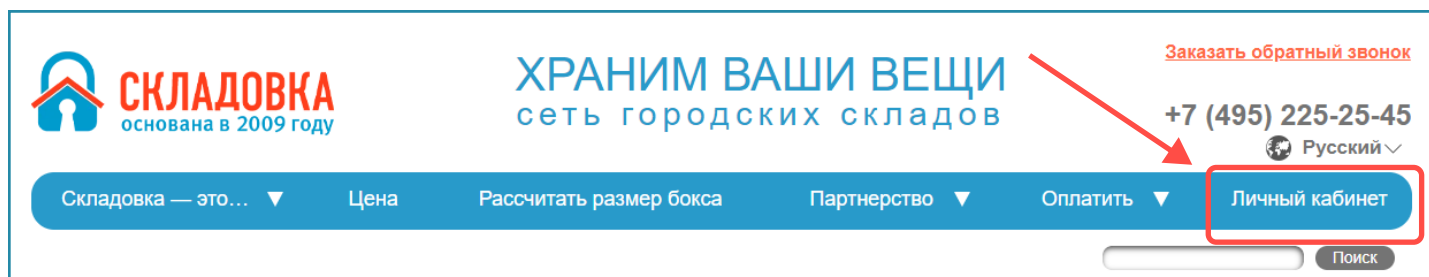 СКЛАДОВКА
основана в 2009 году
ХРАНИМ ВАШИ ВЕЩИ
сеть городских складов
Заказать обратный звонок
+7 (495) 225-25-45
Русский
Складовка — это... ▼ Цена Рассчитать размер бокса Партнерство ▼ Оплатить ▼ Личный кабинет
Поиск